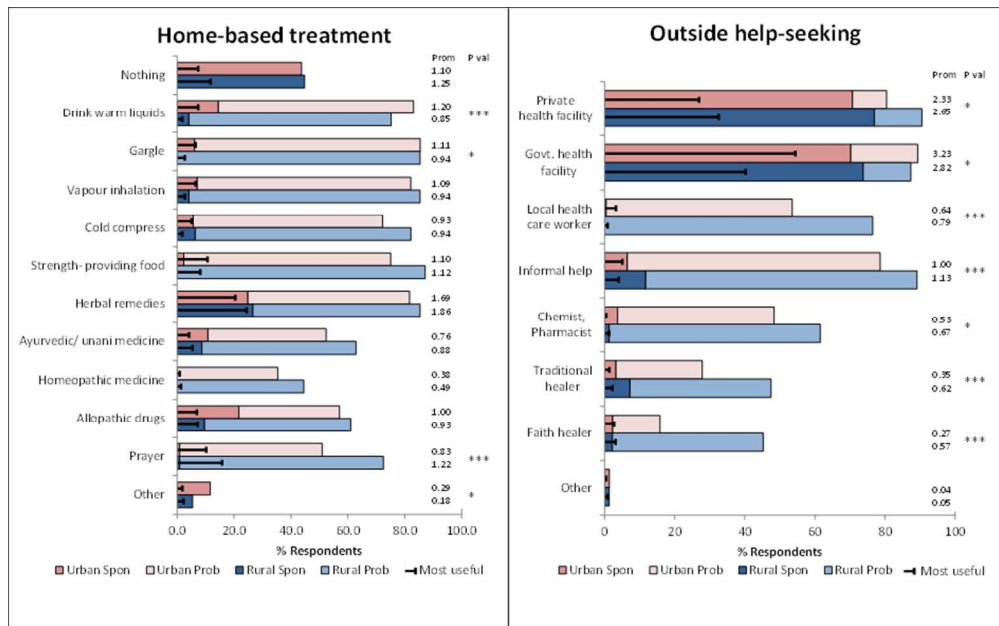 Home-based treatment
Prom P val
Nothing
1.10
1.25
Drink warm liquids
1.20
0.85
***
Gargle
1.11
0.94
*
Vapour inhalation
1.09
0.94
Cold compress
0.93
0.94
Strength- providing food
1.10
1.12
Herbal remedies
1.69
1.86
Ayurvedic/ unani medicine
0.76
0.88
Homeopathic medicine
0.38
0.49
Allopathic drugs
1.00
0.93
Prayer
0.83
1.22
***
Other
0.29
0.18
*
0.0 20.0 40.0 60.0 80.0 100.0
% Respondents
Urban Spon Urban Prob Rural Spon Rural Prob Most useful
Outside help-seeking
Prom P val
Private
health facility
2.33
2.65
*
Govt. health
facility
3.23
2.82
*
Local health
care worker
0.64
0.79
***
Informal help
1.00
1.13
***
Chemist,
Pharmacist
0.53
0.67
*
Traditional
healer
0.35
0.62
***
Faith healer
0.27
0.57
***
Other
0.04
0.05
0 20 40 60 80 100
% Respondents
Urban Spon Urban Prob Rural Spon Rural Prob Most useful